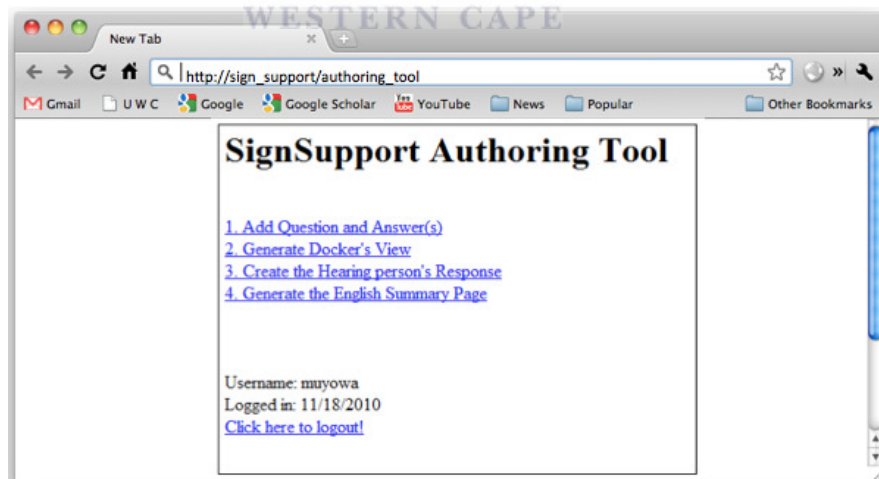 WESTERN CAPE
New Tab
http://sign_support/authoring_tool
Gmail UWC Google Google Scholar YouTube News Popular Other Bookmarks
SignSupport Authoring Tool
1. Add Question and Answer(s)
2. Generate Docker's View
3. Create the Hearing person's Response
4. Generate the English Summary Page
Username: muyowa
Logged in: 11/18/2010
Click here to logout!